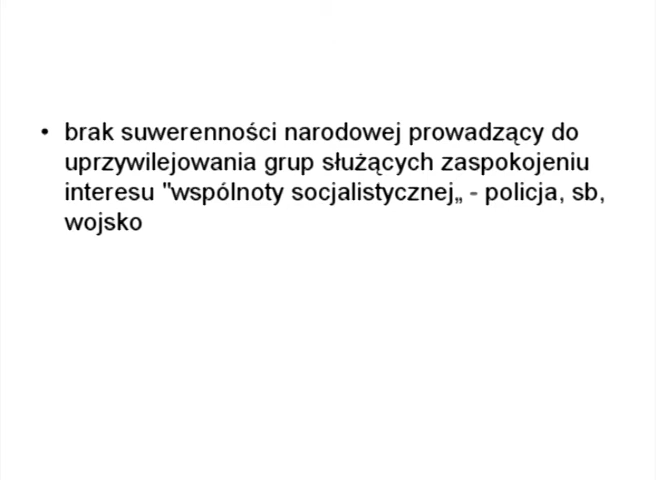 • brak suwerenności narodowej prowadzący do
uprzywilejowania grup służących zaspokojeniu
interesu "wspólnoty socjalistycznej„ - policja, sb,
wojsko